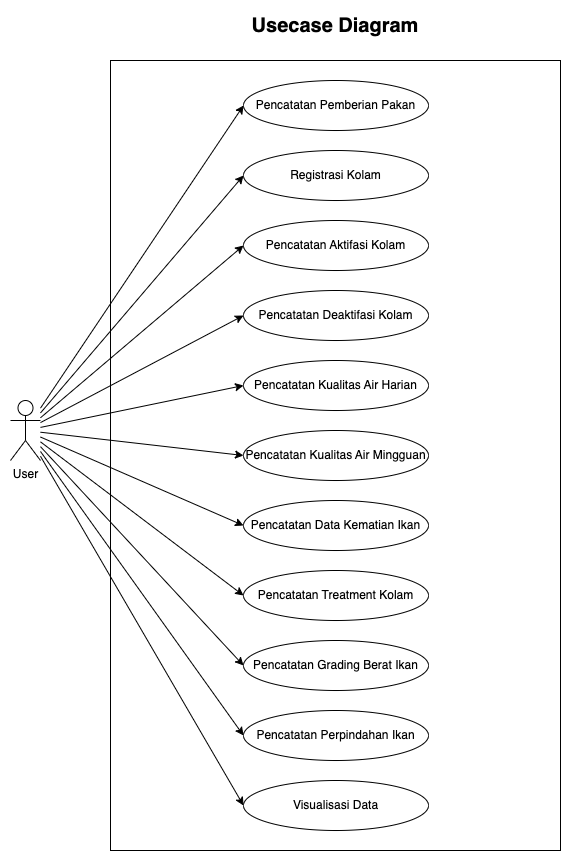 Usecase Diagram
Pencatatan Pemberian Pakan
Registrasi Kolam
Pencatatan Aktifasi Kolam
Pencatatan Deaktifasi Kolam
Pencatatan Kualitas Air Harian
User
Pencatatan Kualitas Air Mingguan
Pencatatan Data Kematian Ikan
Pencatatan Treatment Kolam
Pencatatan Grading Berat Ikan
Pencatatan Perpindahan Ikan
Visualisasi Data